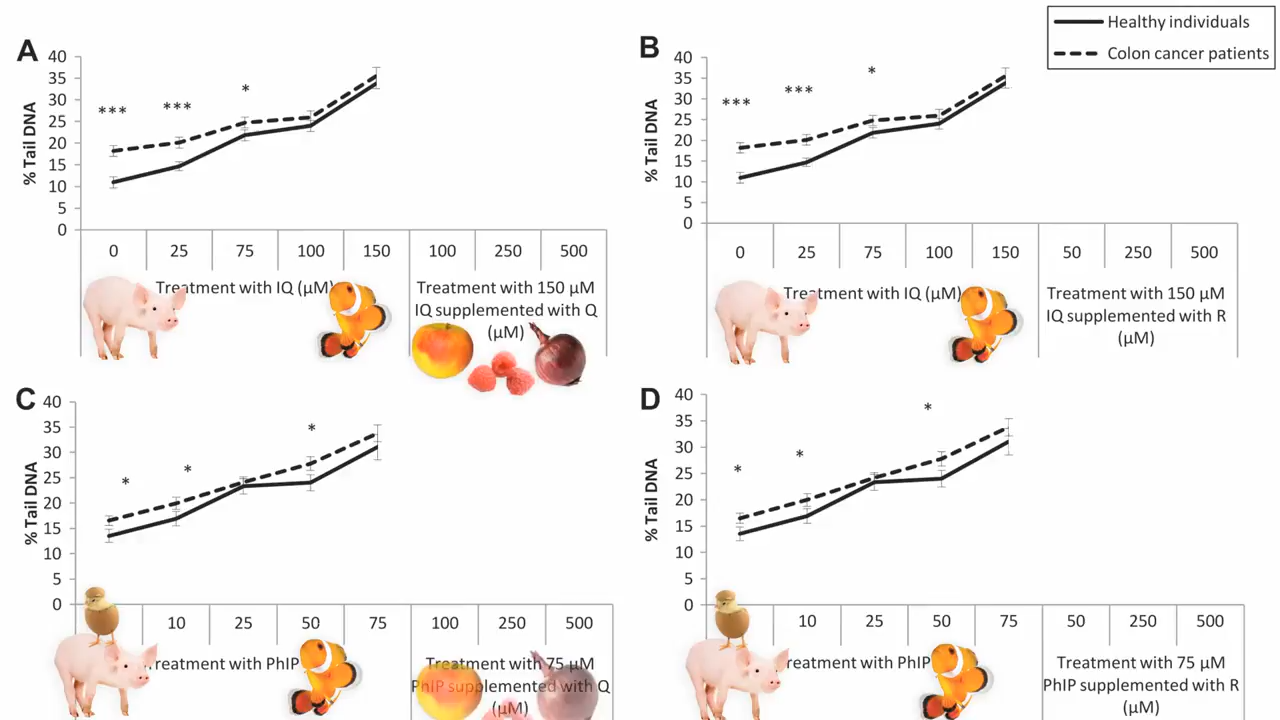 Healthy individuals
Colon cancer patients
A
% Tail DNA
40
35
30
25
20
15
10
5
0
*** *** *
0 25 75 100 150 100 250 500
Treatment with IQ (µM)
Treatment with 150 µM
IQ supplemented with Q
(µM)
B
% Tail DNA
40
35
30
25
20
15
10
5
0
*** *** *
0 25 75 100 150 50 250 500
Treatment with IQ (µM)
Treatment with 150 µM
IQ supplemented with R
(µM)
C
% Tail DNA
40
35
30
25
20
15
10
5
0
* * *
10 25 50 75 100 250 500
Treatment with PhIP
Treatment with 75 µM
PhIP supplemented with Q
(µM)
D
% Tail DNA
40
35
30
25
20
15
10
5
0
* * *
10 25 50 75 50 250 500
Treatment with PhIP
Treatment with 75 µM
PhIP supplemented with R
(µM)